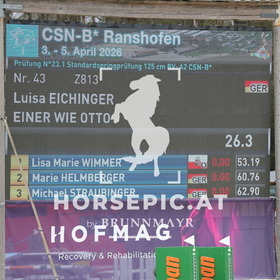 CSN-B* Ranshofen
3. - 5. April 2026
Prüfung N°23.1 Standardspringprüfung 125 cm RV A2 CSN-B*
Nr. 43 Z813
GER
Luisa EICHINGER
EINER WIE OTTO
26.3
1 Lisa Marie WIMMER 0.00 53.19
2 Marie HELMBERGER GER 0.00 60.76
3 Michael STRAUBINGER GER 0.00 62.90
HORSEPIC.AT
by BRUNNMAYR
HOFMAG
Recovery & Rehabilitation